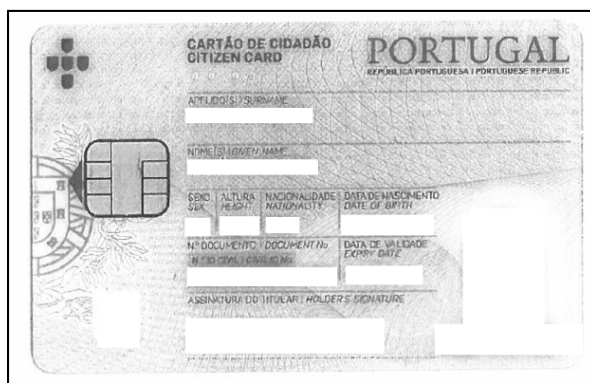 CARTÃO DE CIDADÃO
CITIZEN CARD
PORTUGAL
REPÚBLICA PORTUGUESA | PORTUGUESE REPUBLIC
APELIDO(S) | SURNAME
NOME(S) | GIVEN NAME
SEXO ALTURA NACIONALIDADE DATA DE NASCIMENTO
SEX HEIGHT NATIONALITY DATE OF BIRTH
N.º DOCUMENTO | DOCUMENT No. DATA DE VALIDADE
N.º ID CIVIL | CIVIL ID No. EXPIRY DATE
ASSINATURA DO TITULAR | HOLDER'S SIGNATURE